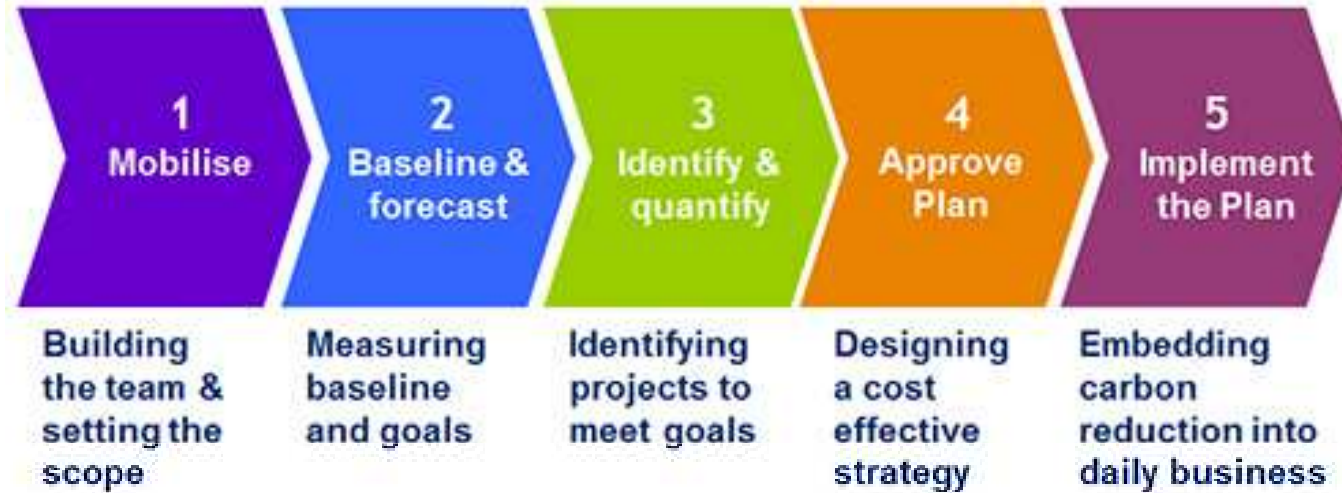 1
Mobilise
2
Baseline &
forecast
3
Identify &
quantify
4
Approve
Plan
5
Implement
the Plan
Building
the team &
setting the
scope
Measuring
baseline
and goals
Identifying
projects to
meet goals
Designing
a cost
effective
strategy
Embedding
carbon
reduction into
daily business